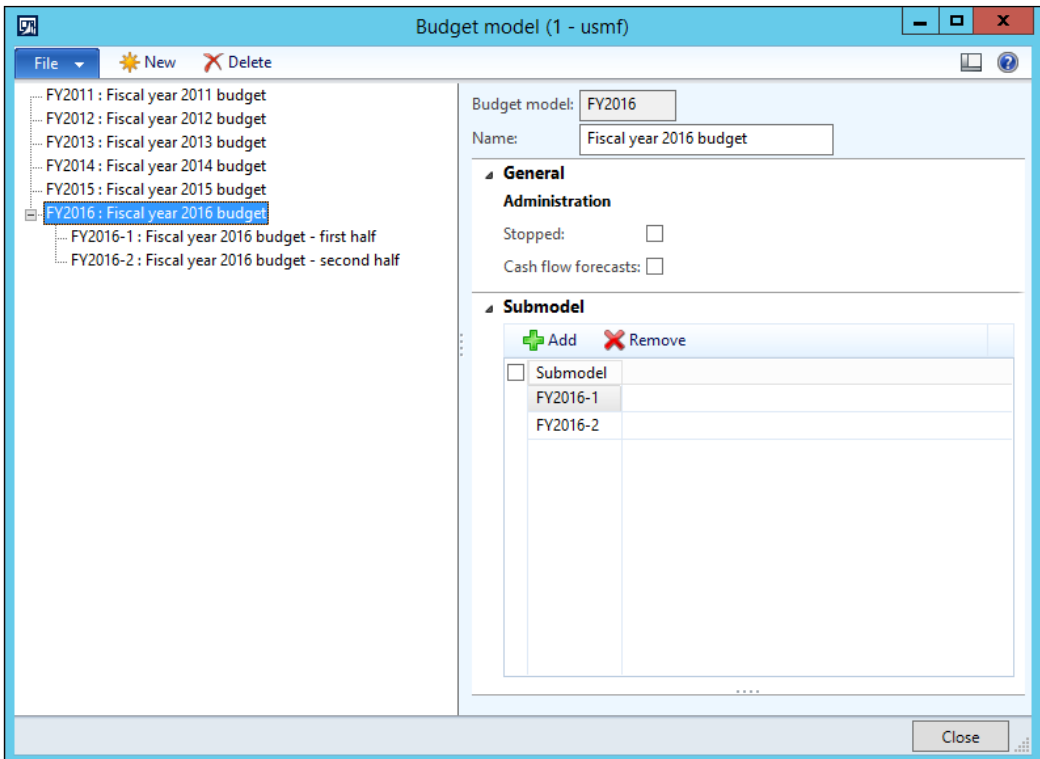 Budget model (1 - usmf)
File New Delete
FY2011 : Fiscal year 2011 budget
FY2012 : Fiscal year 2012 budget
FY2013 : Fiscal year 2013 budget
FY2014 : Fiscal year 2014 budget
FY2015 : Fiscal year 2015 budget
FY2016 : Fiscal year 2016 budget
FY2016-1 : Fiscal year 2016 budget - first half
FY2016-2 : Fiscal year 2016 budget - second half
Budget model: FY2016
Name: Fiscal year 2016 budget
General
Administration
Stopped:
Cash flow forecasts:
Submodel
Add Remove
Submodel
FY2016-1
FY2016-2
Close